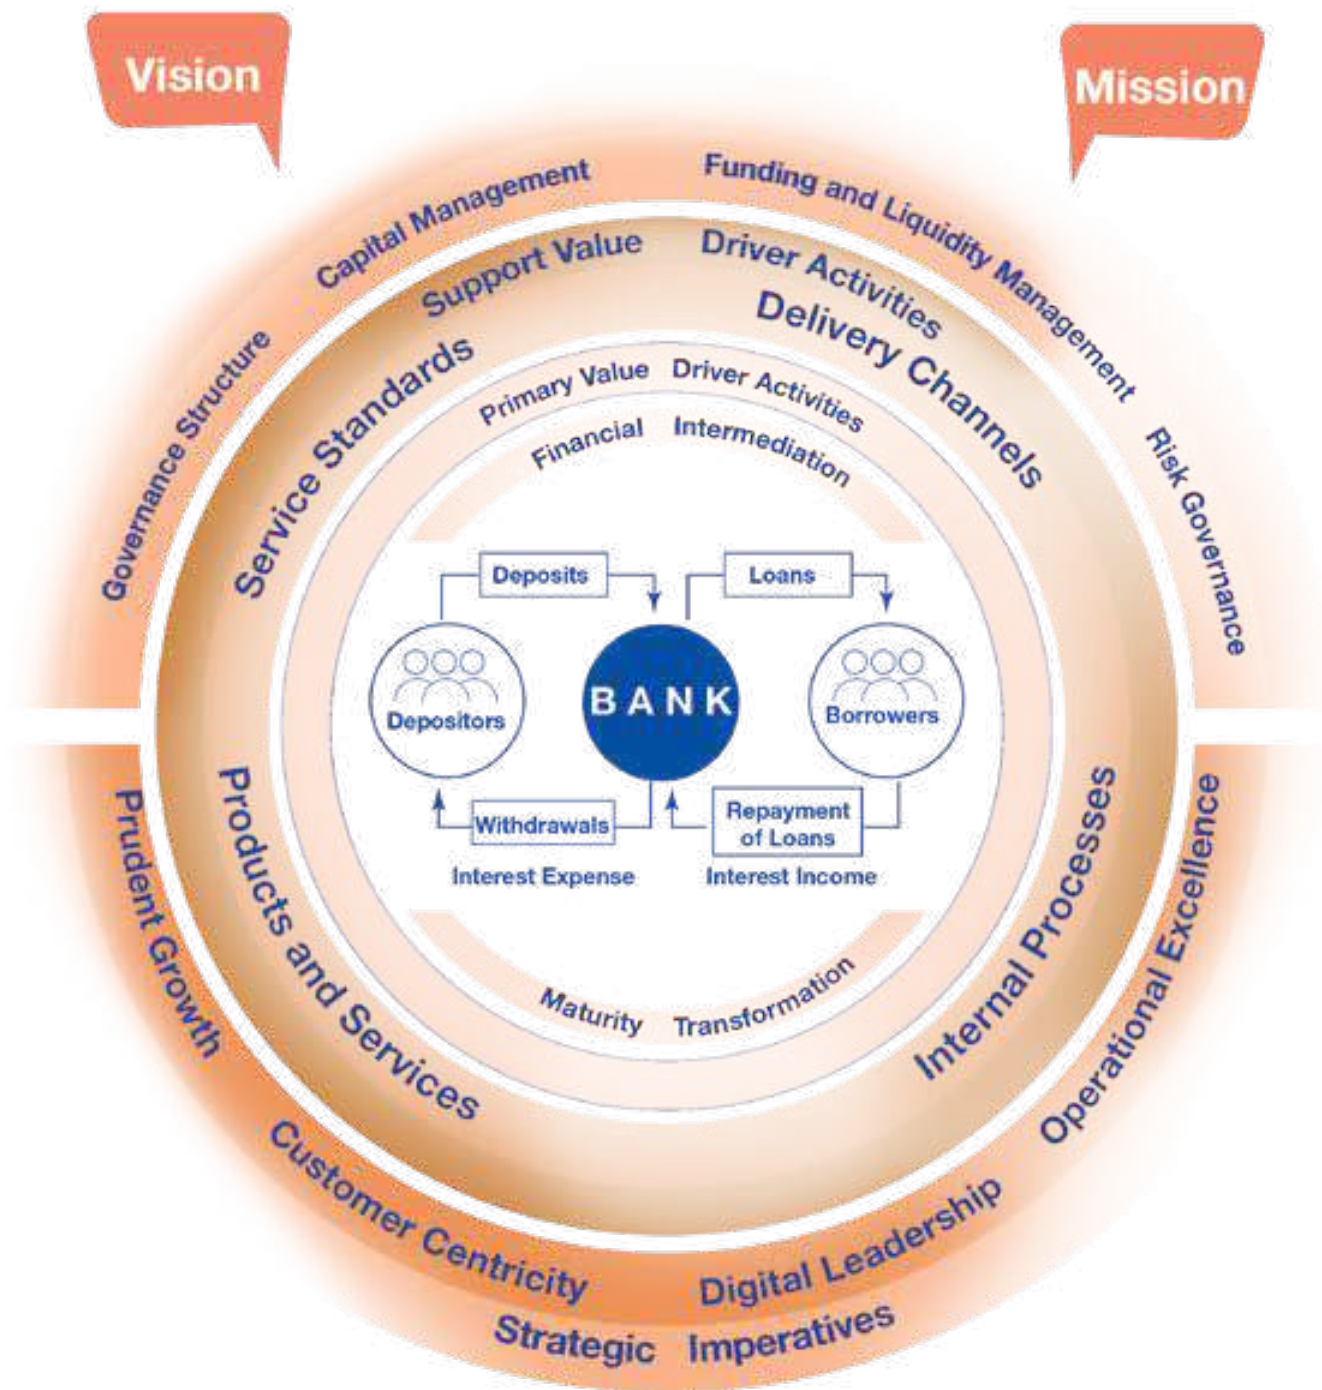 Vision
Mission
Capital Management
Funding and Liquidity Management
Governance Structure
Risk Governance
Support Value Driver Activities
Service Standards
Delivery Channels
Primary Value Driver Activities
Financial Intermediation
Deposits
Loans
Depositors
BANK
Borrowers
Withdrawals
Repayment
of Loans
Interest Expense
Interest Income
Maturity Transformation
Products and Services
Internal Processes
Prudent Growth
Operational Excellence
Customer Centricity
Digital Leadership
Strategic Imperatives